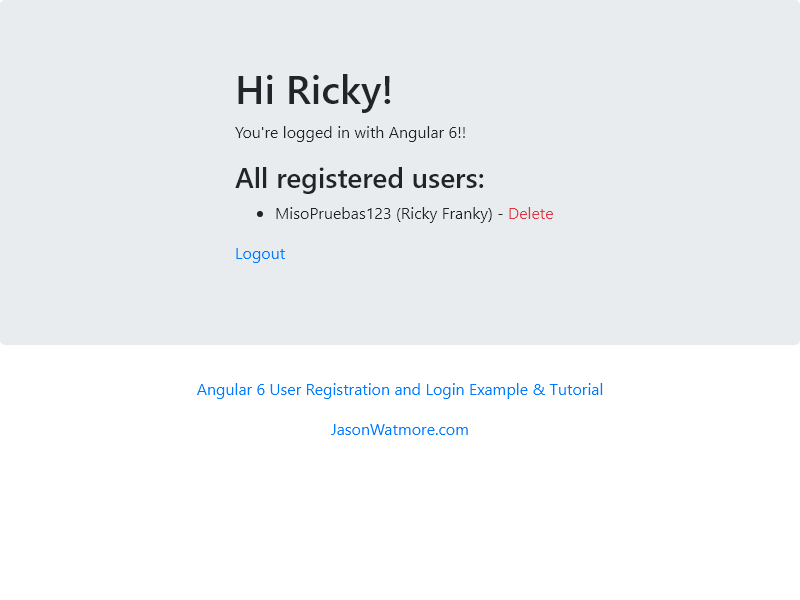 Hi Ricky!
You're logged in with Angular 6!!
All registered users:
MisoPruebas123 (Ricky Franky) - Delete
Logout
Angular 6 User Registration and Login Example & Tutorial
JasonWatmore.com